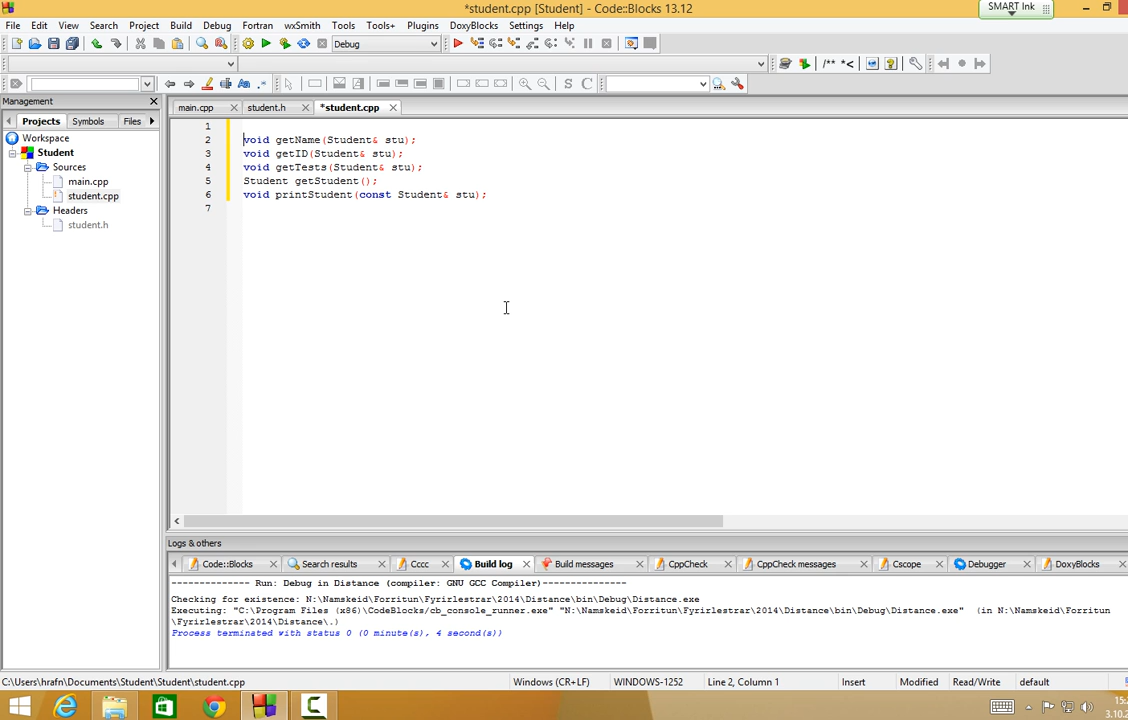 *student.cpp [Student] - Code::Blocks 13.12
SMART Ink
File Edit View Search Project Build Debug Fortran wxSmith Tools Tools+ Plugins DoxyBlocks Settings Help
Debug
/** *<
S C
Management
main.cpp student.h *student.cpp
Projects Symbols Files
Workspace
Student
Sources
main.cpp
student.cpp
Headers
student.h
1
2 void getName(Student& stu);
3 void getID(Student& stu);
4 void getTests(Student& stu);
5 Student getStudent();
6 void printStudent(const Student& stu);
7
Logs & others
Code::Blocks Search results Cccc Build log Build messages CppCheck CppCheck messages Cscope Debugger DoxyBlocks
-------------- Run: Debug in Distance (compiler: GNU GCC Compiler)---------------
Checking for existence: N:\Namskeid\Forritun\Fyrirlestrar\2014\Distance\bin\Debug\Distance.exe
Executing: "C:\Program Files (x86)\CodeBlocks/cb_console_runner.exe" "N:\Namskeid\Forritun\Fyrirlestrar\2014\Distance\bin\Debug\Distance.exe"  (in N:\Namskeid\Forritun
\Fyrirlestrar\2014\Distance\.)
Process terminated with status 0 (0 minute(s), 4 second(s))
C:\Users\hrafn\Documents\Student\Student\student.cpp Windows (CR+LF) WINDOWS-1252 Line 2, Column 1 Insert Modified Read/Write default